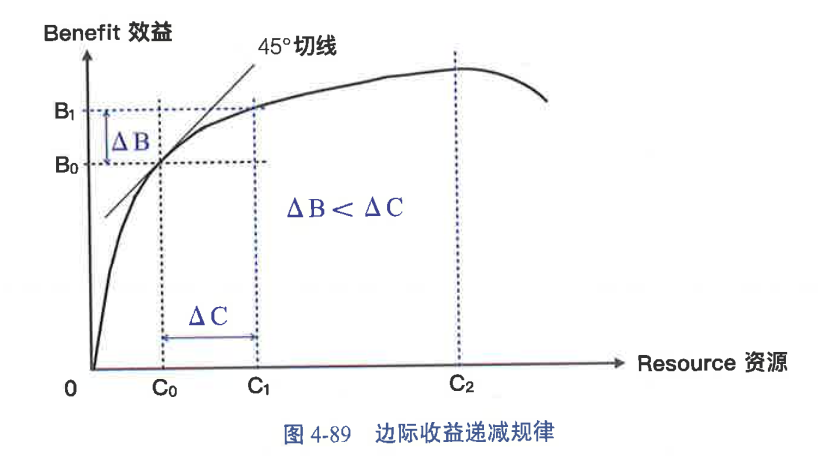 Benefit 效益
45°切线
B₁
ΔB
B₀
ΔB < ΔC
ΔC
Resource 资源
0
C₀
C₁
C₂
图 4-89 边际收益递减规律